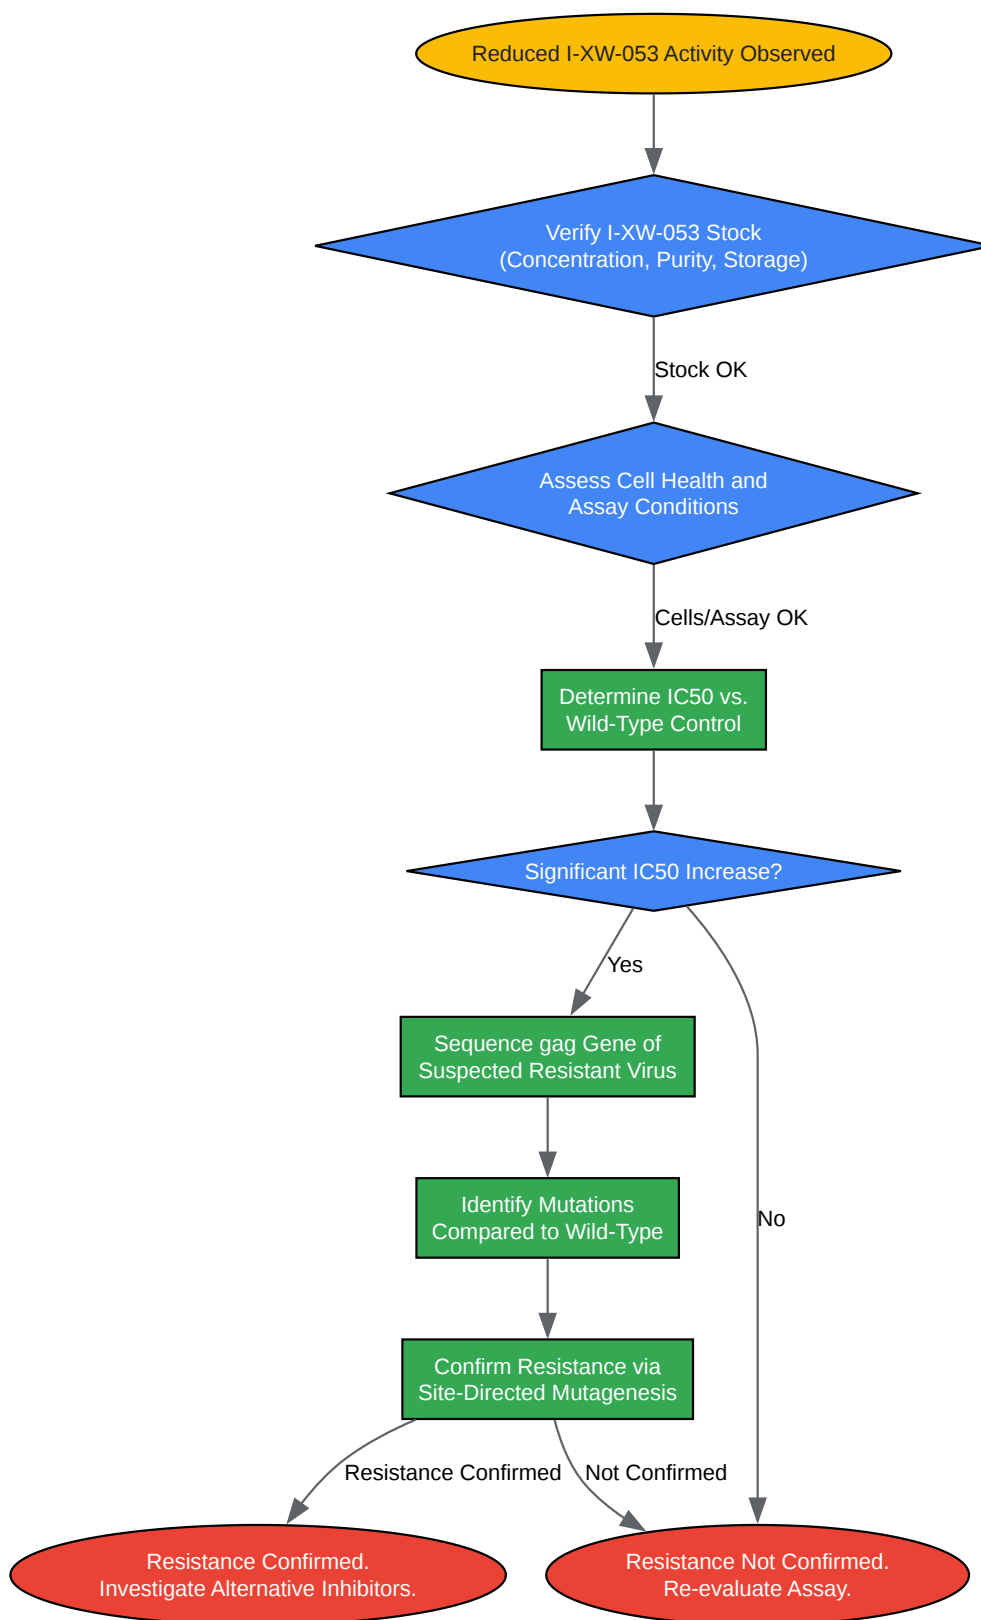 Reduced I-XW-053 Activity Observed
Verify I-XW-053 Stock
(Concentration, Purity, Storage)
Stock OK
Assess Cell Health and
Assay Conditions
Cells/Assay OK
Determine IC50 vs.
Wild-Type Control
Significant IC50 Increase?
Yes
Sequence gag Gene of
Suspected Resistant Virus
Identify Mutations
Compared to Wild-Type
No
Confirm Resistance via
Site-Directed Mutagenesis
Resistance Confirmed
Not Confirmed
Resistance Confirmed.
Investigate Alternative Inhibitors.
Resistance Not Confirmed.
Re-evaluate Assay.